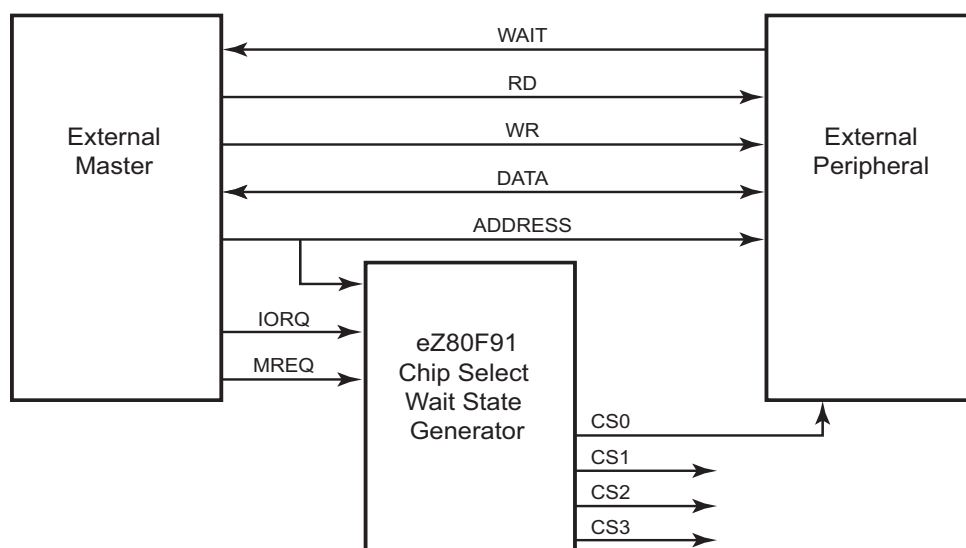 WAIT
RD
WR
DATA
ADDRESS
External
Master
External
Peripheral
IORQ
MREQ
eZ80F91
Chip Select
Wait State
Generator
CS0
CS1
CS2
CS3